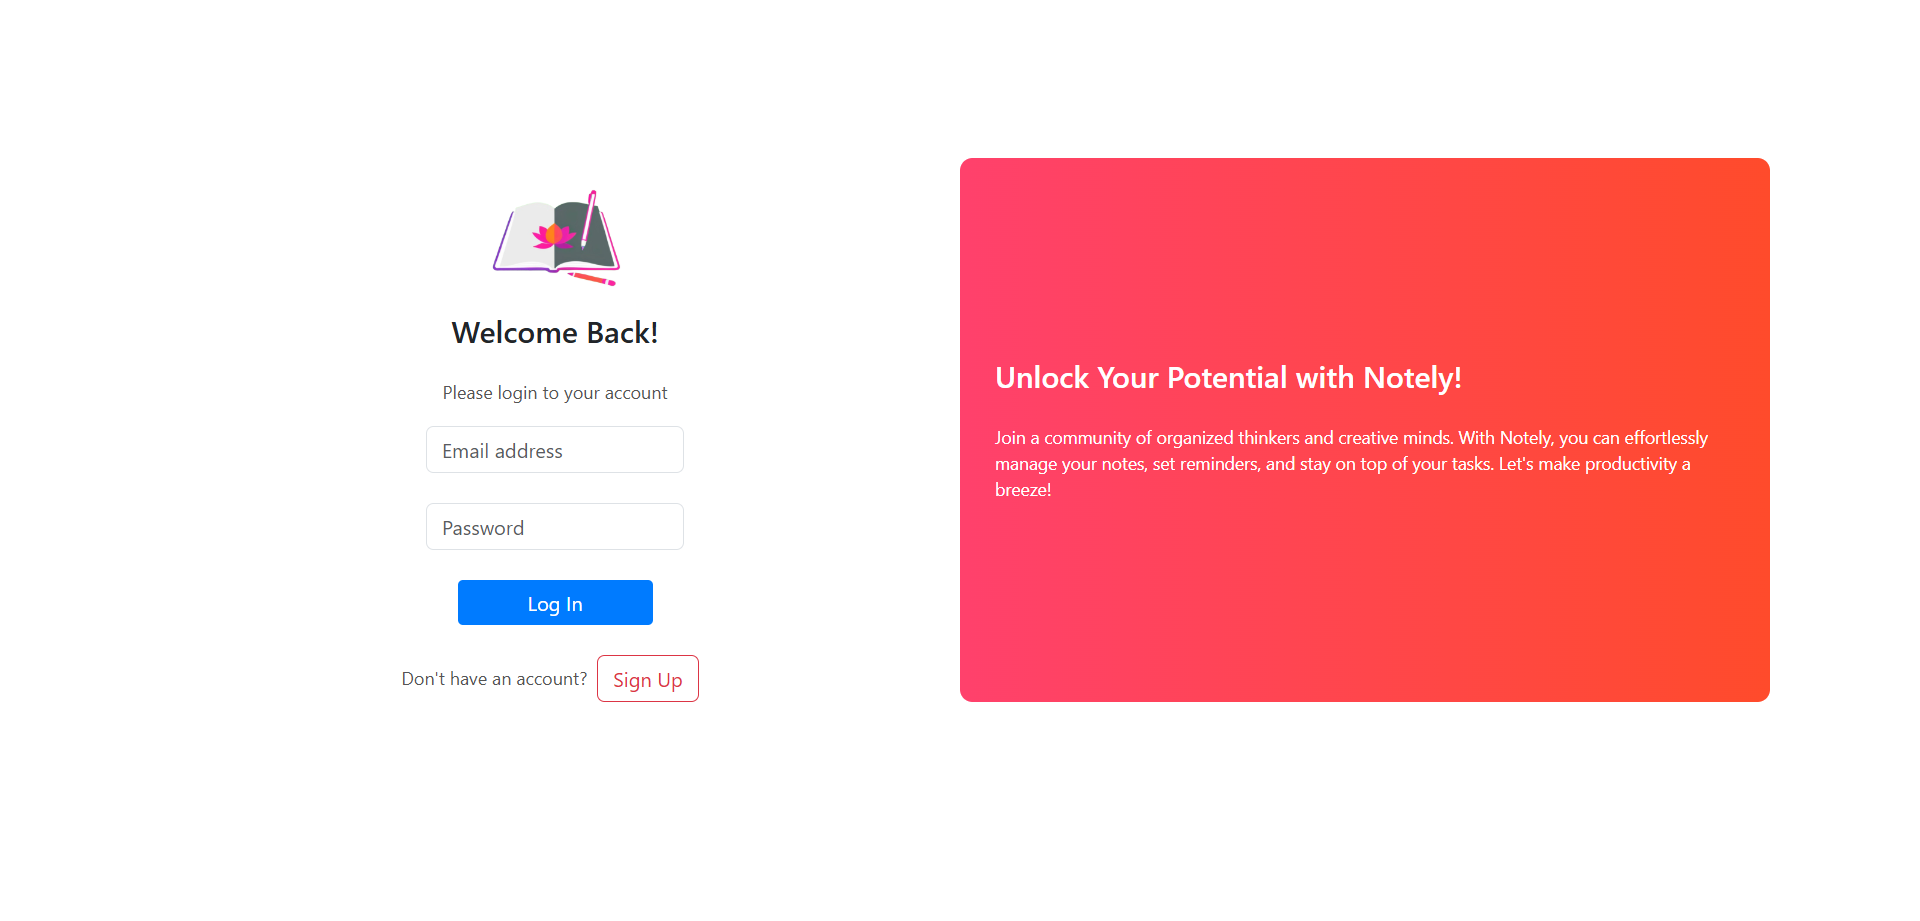 Welcome Back!
Please login to your account
Email address
Password
Log In
Don't have an account? Sign Up
Unlock Your Potential with Notely!
Join a community of organized thinkers and creative minds. With Notely, you can effortlessly
manage your notes, set reminders, and stay on top of your tasks. Let's make productivity a
breeze!